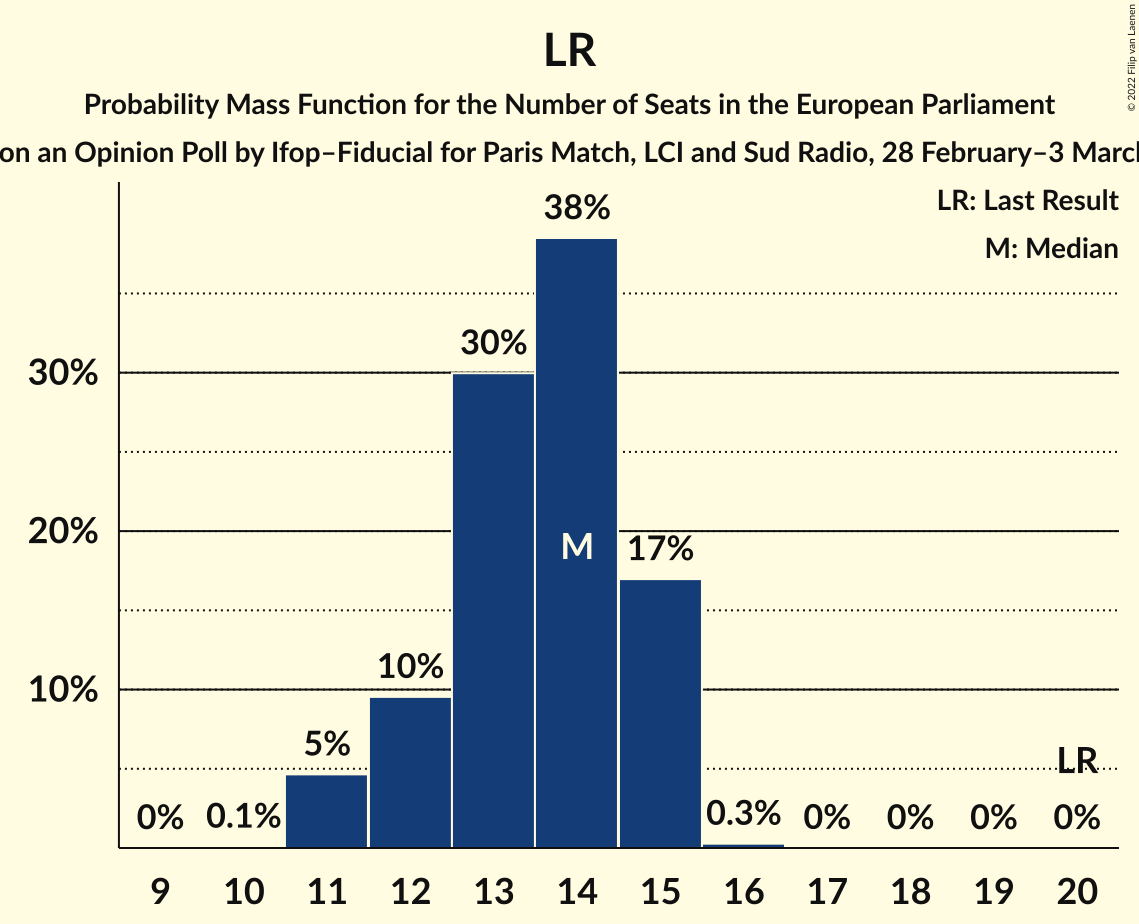 © 2022 Filip van Laenen
LR
Probability Mass Function for the Number of Seats in the European Parliament
on an Opinion Poll by Ifop–Fiducial for Paris Match, LCI and Sud Radio, 28 February–3 March
LR: Last Result
M: Median
38%
30%
30%
20%
M
17%
10%
10%
5%
LR
0%
0.1%
0.3%
0%
0%
0%
0%
9 10 11 12 13 14 15 16 17 18 19 20